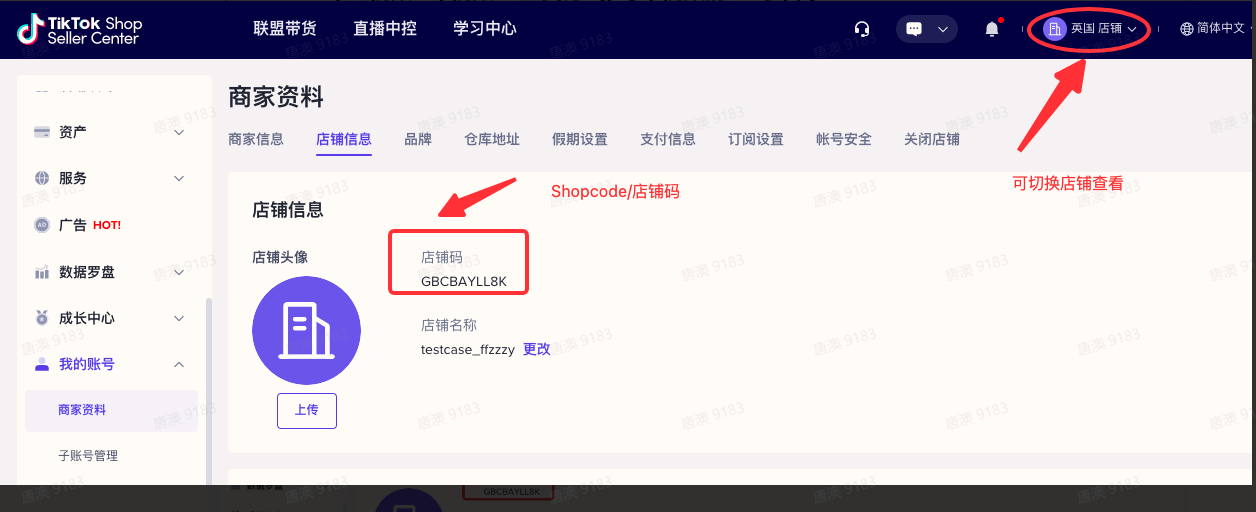 TikTok Shop
Seller Center
联盟带货
直播中控
学习中心
英国 店铺
简体中文
商家资料
资产
商家信息
店铺信息
品牌
仓库地址
假期设置
支付信息
订阅设置
帐号安全
关闭店铺
服务
Shopcode/店铺码
可切换店铺查看
店铺信息
广告 HOT!
店铺头像
店铺码
GBCBAYLL8K
数据罗盘
成长中心
店铺名称
testcase_ffzzzy 更改
我的账号
商家资料
上传
子账号管理
GBCBAYLL8K
唐澳 9183